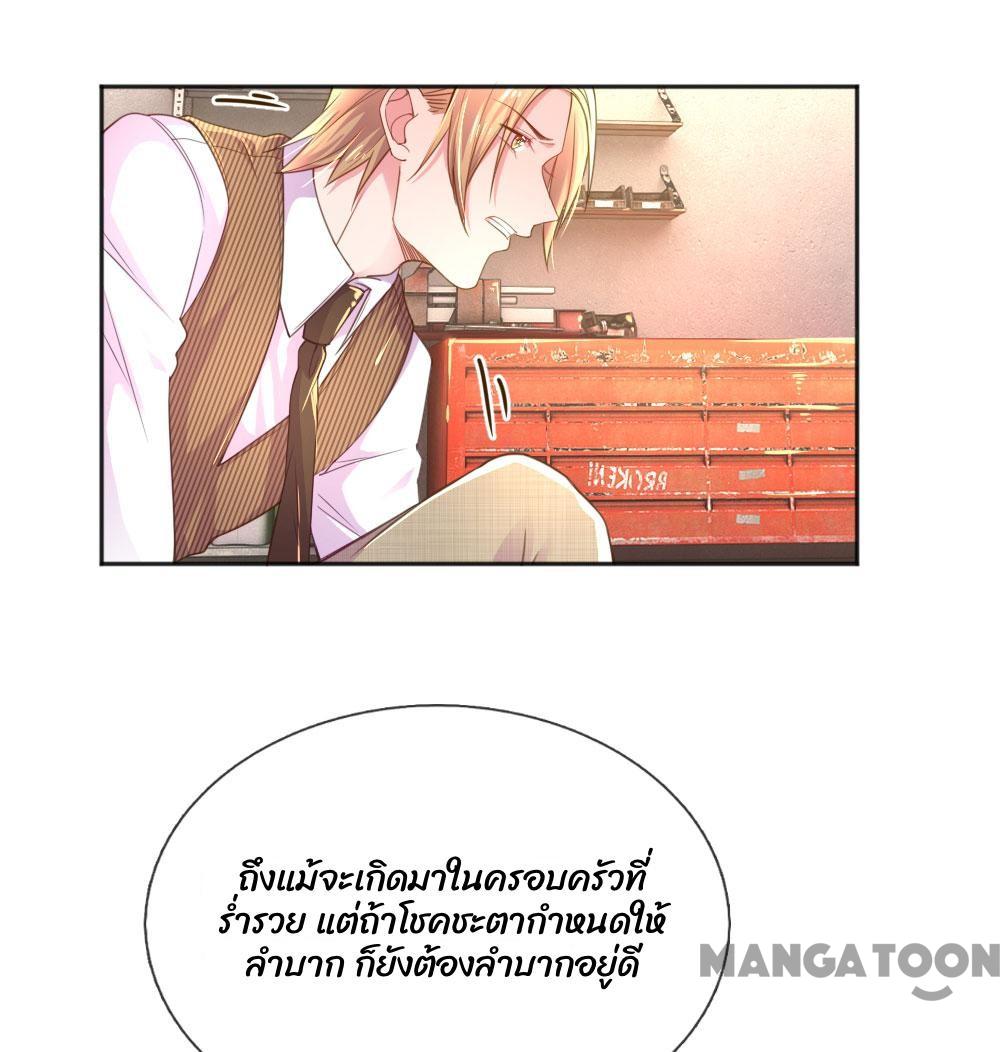 BROKEN!
ถึงแม้จะเกิดมาในครอบครัวที่
ร่ำรวย แต่ถ้าโชคชะตากำหนดให้
ลำบาก ก็ยังต้องลำบากอยู่ดี
MANGATOON